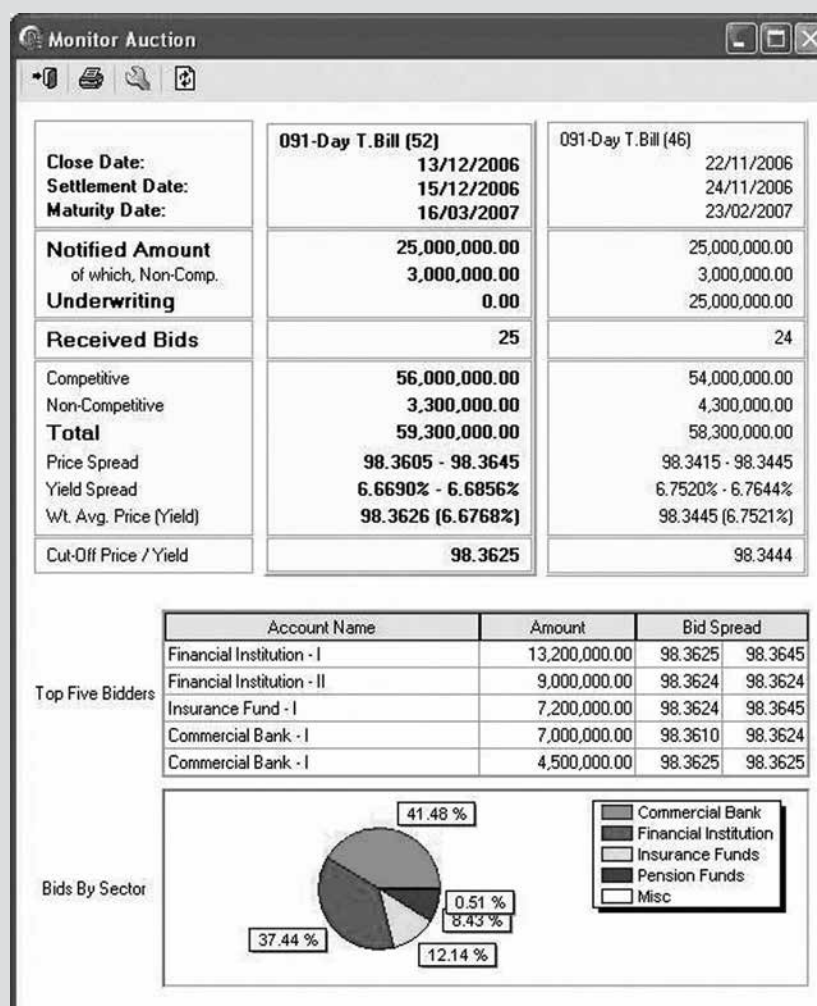 Monitor Auction
091-Day T.Bill (52) 091-Day T.Bill (46)
Close Date: 13/12/2006 22/11/2006
Settlement Date: 15/12/2006 24/11/2006
Maturity Date: 16/03/2007 23/02/2007
Notified Amount 25,000,000.00 25,000,000.00
of which, Non-Comp. 3,000,000.00 3,000,000.00
Underwriting 0.00 25,000,000.00
Received Bids 25 24
Competitive 56,000,000.00 54,000,000.00
Non-Competitive 3,300,000.00 4,300,000.00
Total 59,300,000.00 58,300,000.00
Price Spread 98.3605 - 98.3645 98.3415 - 98.3445
Yield Spread 6.6690% - 6.6856% 6.7520% - 6.7644%
Wt. Avg. Price (Yield) 98.3626 (6.6768%) 98.3445 (6.7521%)
Cut-Off Price / Yield 98.3625 98.3444
Account Name Amount Bid Spread
Financial Institution - I 13,200,000.00 98.3625 98.3645
Financial Institution - II 9,000,000.00 98.3624 98.3624
Top Five Bidders
Insurance Fund - I 7,200,000.00 98.3624 98.3645
Commercial Bank - I 7,000,000.00 98.3610 98.3624
Commercial Bank - I 4,500,000.00 98.3625 98.3625
Bids By Sector
41.48 %
0.51 %
8.43 %
37.44 %
12.14 %
Commercial Bank
Financial Institution
Insurance Funds
Pension Funds
Misc